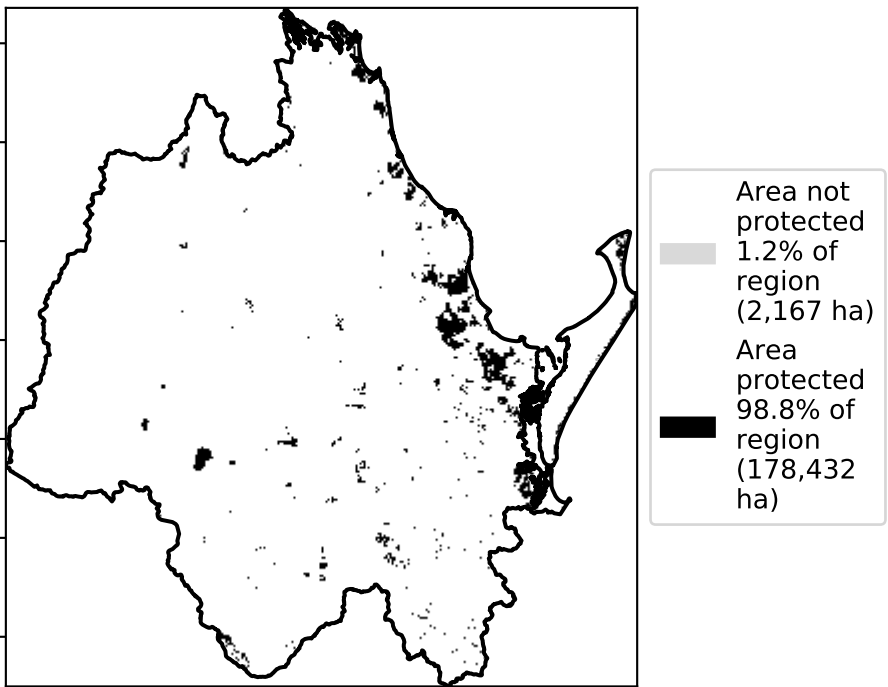 Area not
protected
1.2% of
region
(2,167 ha)
Area
protected
98.8% of
region
(178,432
ha)